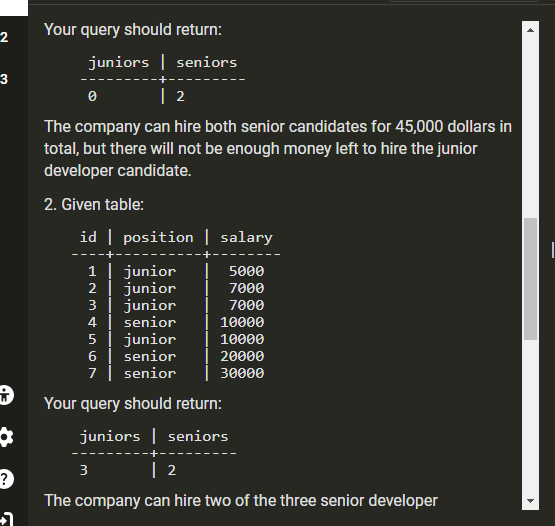 2
3
Your query should return:
juniors | seniors
---------+---------
0 | 2
The company can hire both senior candidates for 45,000 dollars in
total, but there will not be enough money left to hire the junior
developer candidate.
2. Given table:
id | position | salary
----+----------+--------
1 | junior | 5000
2 | junior | 7000
3 | junior | 7000
4 | senior | 10000
5 | junior | 10000
6 | senior | 20000
7 | senior | 30000
Your query should return:
juniors | seniors
---------+---------
3 | 2
The company can hire two of the three senior developer